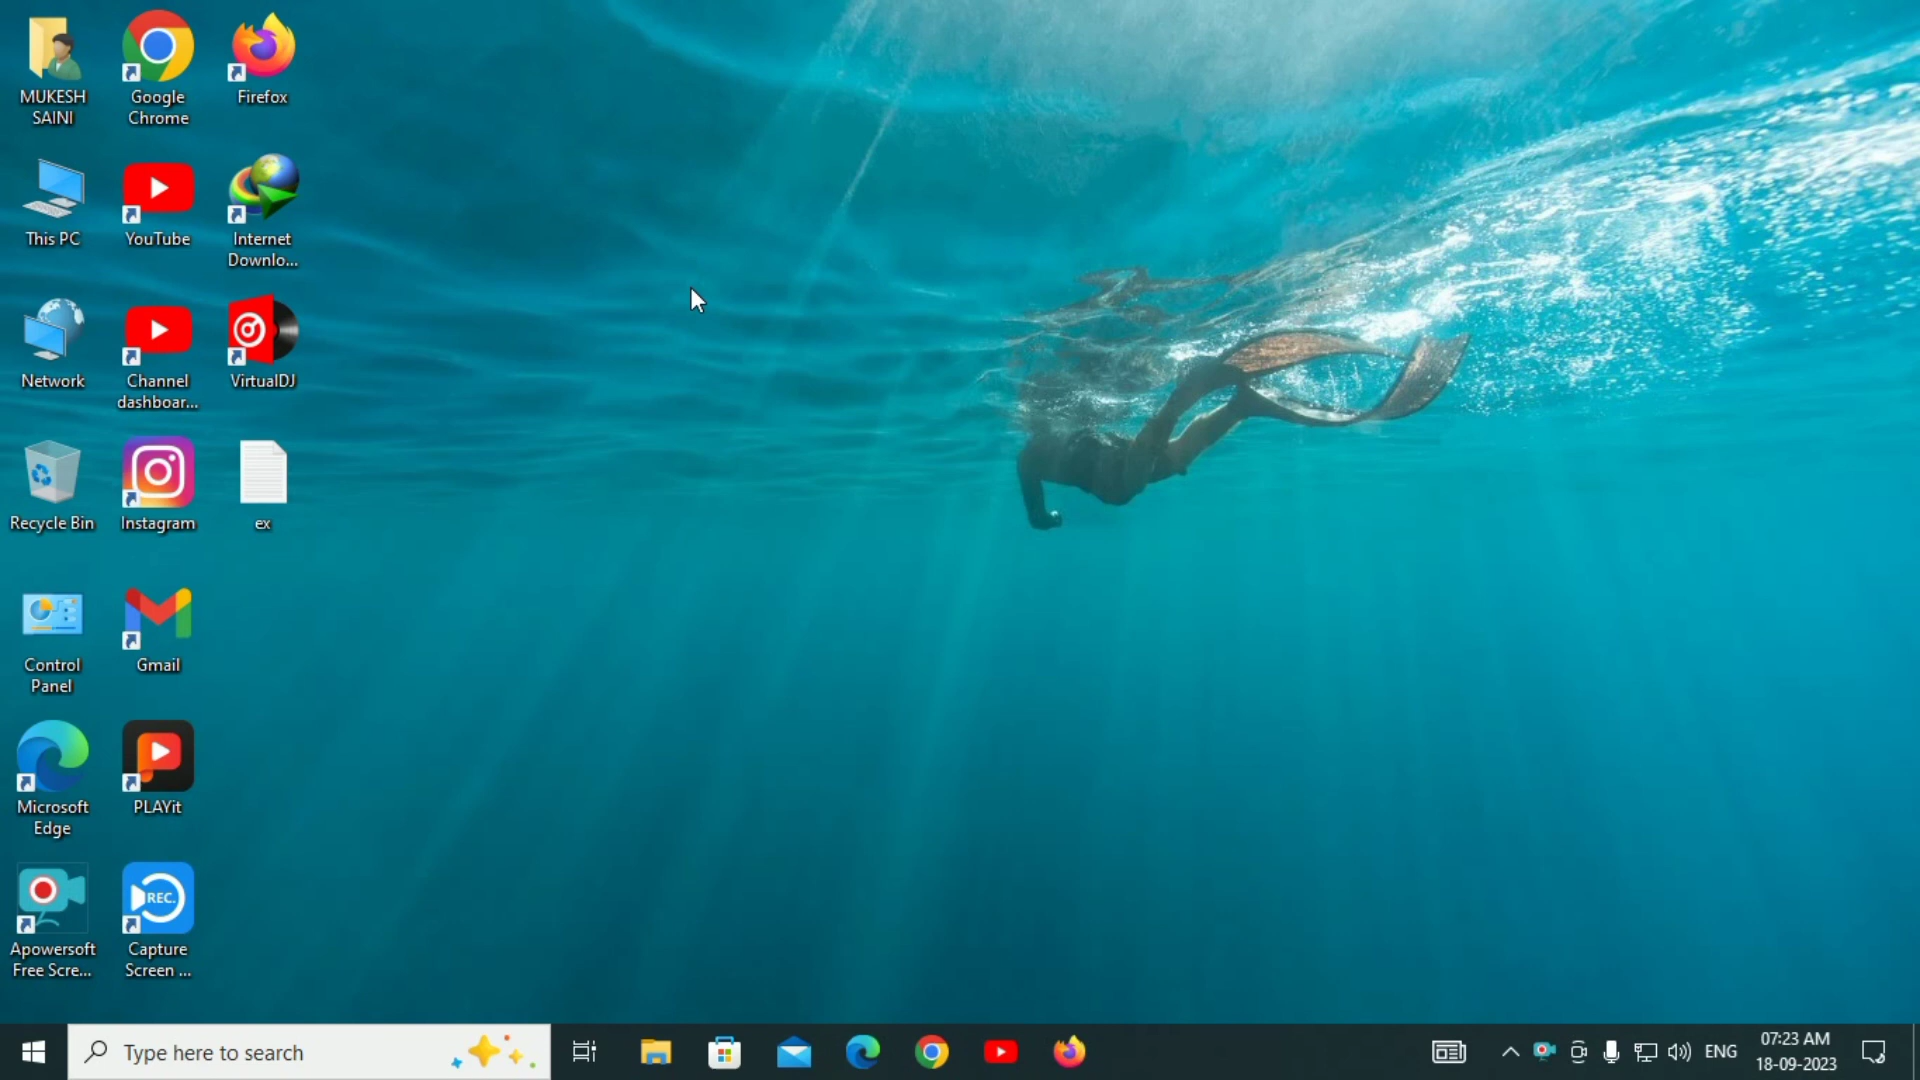 MUKESH
SAINI
Google
Chrome
Firefox
This PC
YouTube
Internet
Downlo...
Network
Channel
dashboar...
VirtualDJ
Recycle Bin
Instagram
ex
Control
Panel
Gmail
Microsoft
Edge
PLAYit
REC.
Apowersoft
Free Scre...
Capture
Screen ...
Type here to search
ENG
07:23 AM
18-09-2023